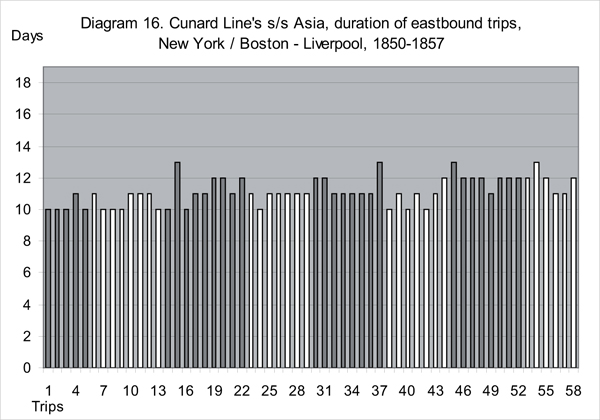 Diagram 16. Cunard Line's s/s Asia, duration of eastbound trips,
New York / Boston - Liverpool, 1850-1857
Days
18
16
14
12
10
8
6
4
2
0
1 4 7 10 13 16 19 22 25 28 31 34 37 40 43 46 49 52 55 58
Trips